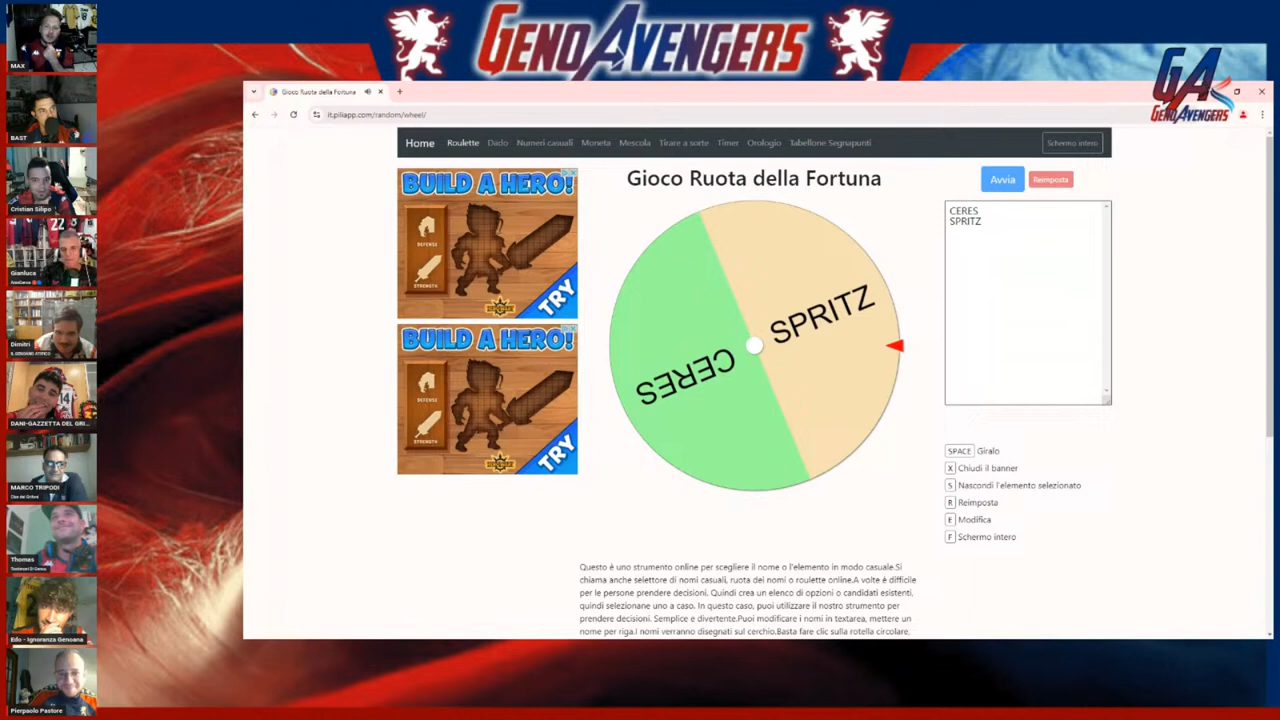 GENOAVENGERS
GA
GENOAVENGERS
MAX
BAST
Cristian Silipo
22
Gianluca
Dimitri
14
DANI-GAZZETTA DEL GRI...
MARCO TRIPODI
Thomas
Edo - Ignoranza Genoana
Pierpaolo Pastore
Gioco Ruota della Fortuna
it.piliapp.com/random/wheel/
Home Roulette Dado Numeri casuali Moneta Mescola Tirare a sorte Timer Orologio Tabellone Segnapunti Schermo intero
BUILD A HERO!
DEFENSE
STRENGTH
TRY
BUILD A HERO!
DEFENSE
STRENGTH
TRY
Gioco Ruota della Fortuna
SPRITZ
CERES
Avvia Reimposta
CERES
SPRITZ
SPACE Giralo
X Chiudi il banner
S Nascondi l'elemento selezionato
R Reimposta
E Modifica
F Schermo intero
Questo è uno strumento online per scegliere il nome o l'elemento in modo casuale.Si
chiama anche selettore di nomi casuali, ruota dei nomi o roulette online.A volte è difficile
per le persone prendere decisioni. Quindi crea un elenco di opzioni o candidati esistenti,
quindi selezionane uno a caso. In questo caso, puoi utilizzare il nostro strumento per
prendere decisioni. Semplice e divertente.Puoi modificare i nomi in textarea, mettere un
nome per riga.I nomi verranno disegnati sul cerchio.Basta fare clic sulla rotella circolare,